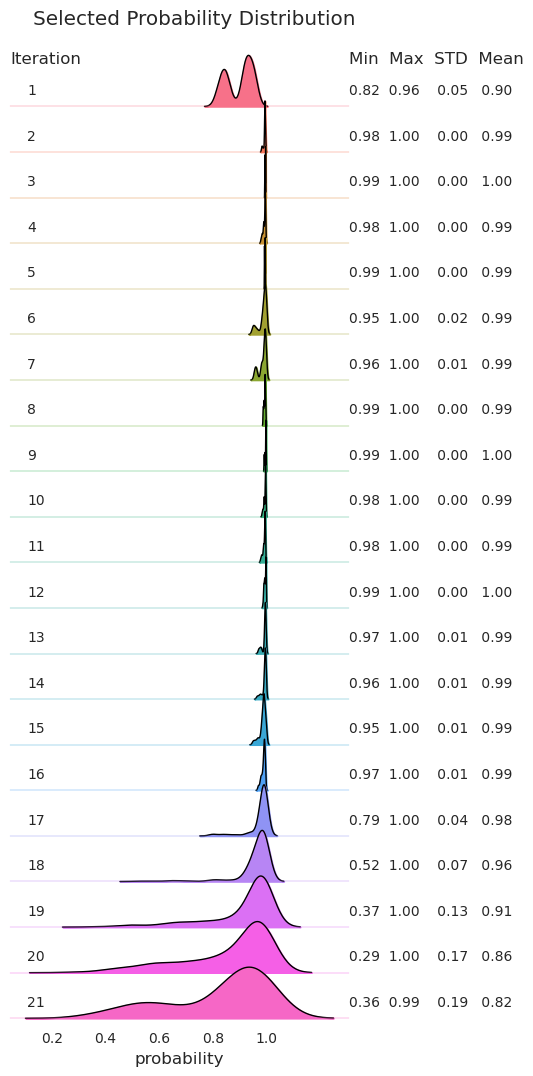 Selected Probability Distribution
Iteration Min Max STD Mean
1 0.82 0.96 0.05 0.90
2 0.98 1.00 0.00 0.99
3 0.99 1.00 0.00 1.00
4 0.98 1.00 0.00 0.99
5 0.99 1.00 0.00 0.99
6 0.95 1.00 0.02 0.99
7 0.96 1.00 0.01 0.99
8 0.99 1.00 0.00 0.99
9 0.99 1.00 0.00 1.00
10 0.98 1.00 0.00 0.99
11 0.98 1.00 0.00 0.99
12 0.99 1.00 0.00 1.00
13 0.97 1.00 0.01 0.99
14 0.96 1.00 0.01 0.99
15 0.95 1.00 0.01 0.99
16 0.97 1.00 0.01 0.99
17 0.79 1.00 0.04 0.98
18 0.52 1.00 0.07 0.96
19 0.37 1.00 0.13 0.91
20 0.29 1.00 0.17 0.86
21 0.36 0.99 0.19 0.82
0.2 0.4 0.6 0.8 1.0
probability